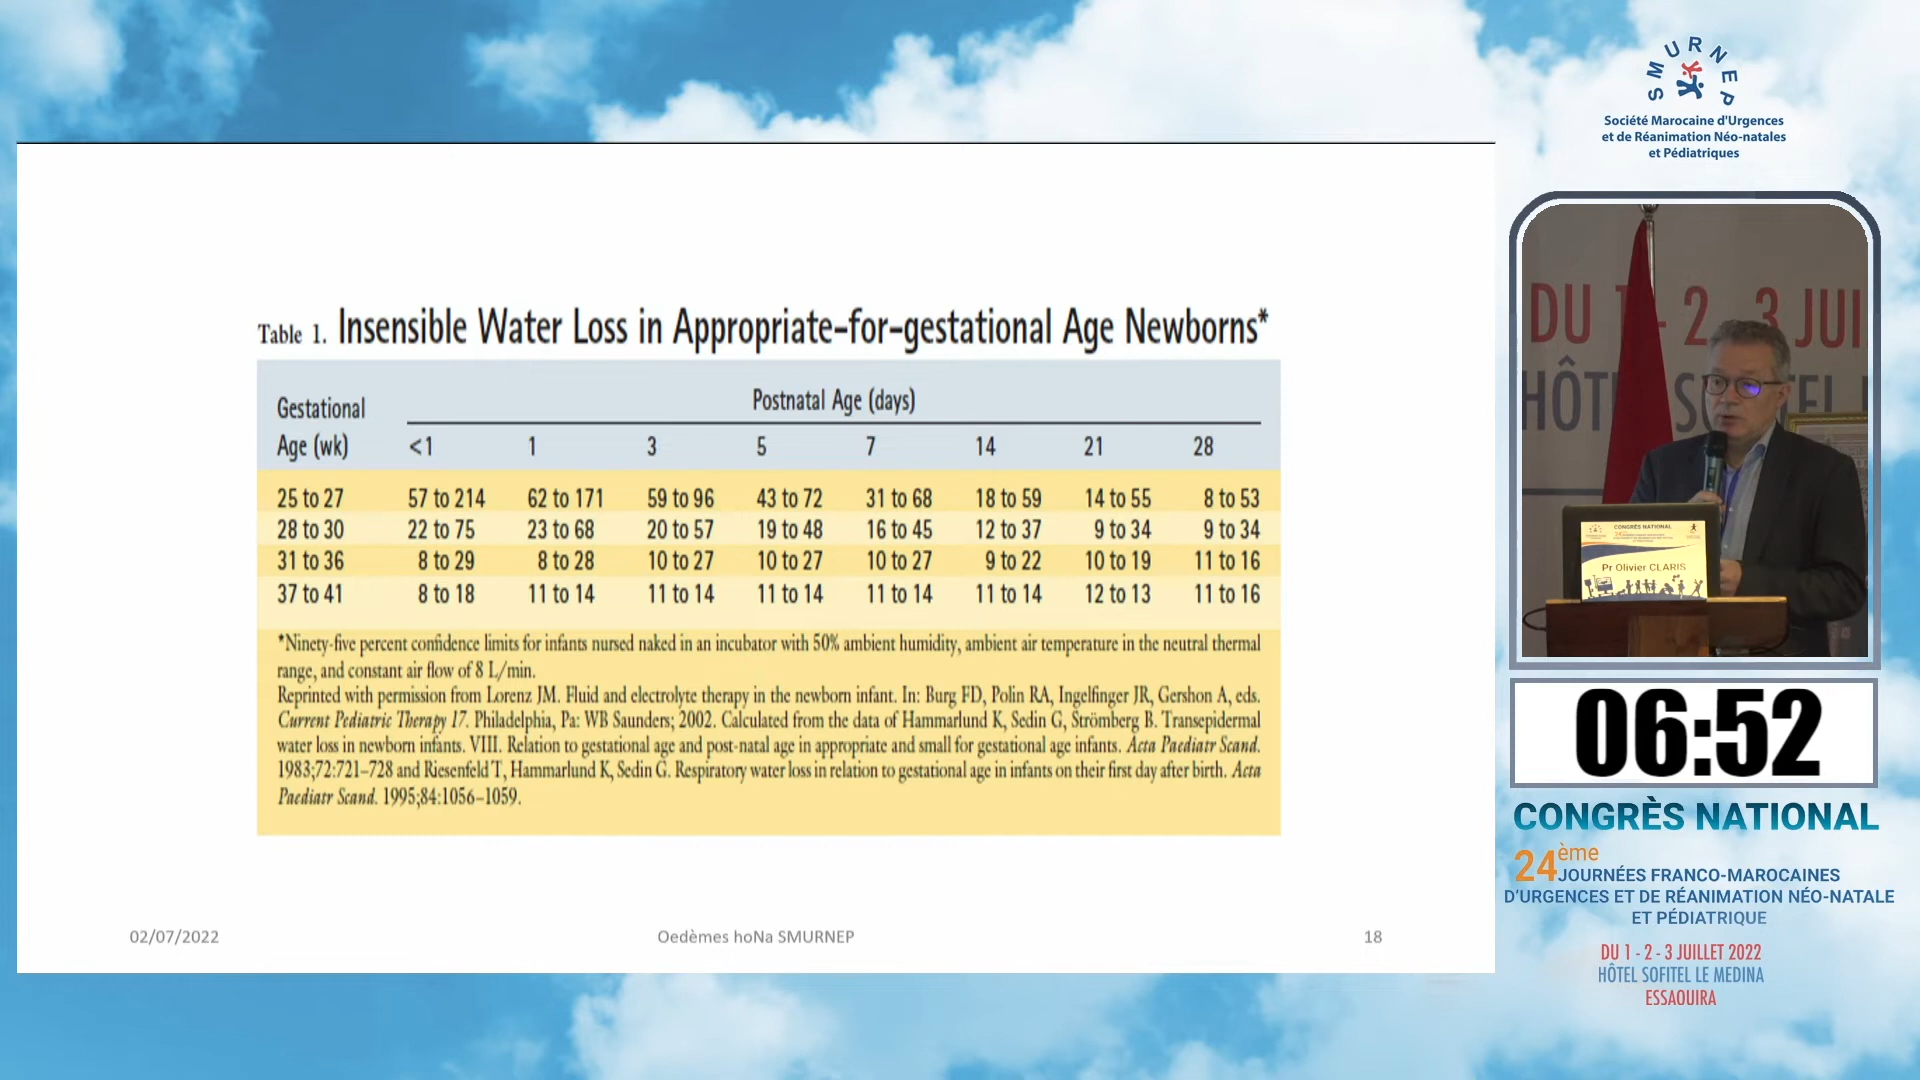 SMURNEP
Société Marocaine d'Urgences
et de Réanimation Néo-natales
et Pédiatriques
Table 1. Insensible Water Loss in Appropriate–for–gestational Age Newborns*
Gestational
Age (wk)
Postnatal Age (days)
<1 1 3 5 7 14 21 28
25 to 27 57 to 214 62 to 171 59 to 96 43 to 72 31 to 68 18 to 59 14 to 55 8 to 53
28 to 30 22 to 75 23 to 68 20 to 57 19 to 48 16 to 45 12 to 37 9 to 34 9 to 34
31 to 36 8 to 29 8 to 28 10 to 27 10 to 27 10 to 27 9 to 22 10 to 19 11 to 16
37 to 41 8 to 18 11 to 14 11 to 14 11 to 14 11 to 14 11 to 14 12 to 13 11 to 16
*Ninety-five percent confidence limits for infants nursed naked in an incubator with 50% ambient humidity, ambient air temperature in the neutral thermal
range, and constant air flow of 8 L/min.
Reprinted with permission from Lorenz JM. Fluid and electrolyte therapy in the newborn infant. In: Burg FD, Polin RA, Ingelfinger JR, Gershon A, eds.
Current Pediatric Therapy 17. Philadelphia, Pa: WB Saunders; 2002. Calculated from the data of Hammarlund K, Sedin G, Strömberg B. Transepidermal
water loss in newborn infants. VIII. Relation to gestational age and post-natal age in appropriate and small for gestational age infants. Acta Paediatr Scand.
1983;72:721–728 and Riesenfeld T, Hammarlund K, Sedin G. Respiratory water loss in relation to gestational age in infants on their first day after birth. Acta
Paediatr Scand. 1995;84:1056–1059.
02/07/2022 Oedèmes hoNa SMURNEP 18
DU 1 - 2 3 JUI
HÔTEL SOFITEL
CONGRÈS NATIONAL
Pr Olivier CLARIS
06:52
CONGRÈS NATIONAL
24ème
JOURNÉES FRANCO-MAROCAINES
D'URGENCES ET DE RÉANIMATION NÉO-NATALE
ET PÉDIATRIQUE
DU 1 - 2 - 3 JUILLET 2022
HÔTEL SOFITEL LE MEDINA
ESSAOUIRA